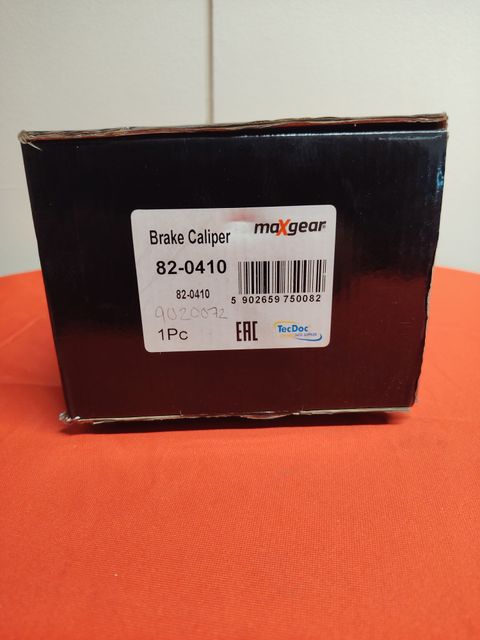 Brake Caliper
maXgear
82-0410
82-0410
5 902659 750082
9020072
1Pc
EAC
TecDoc